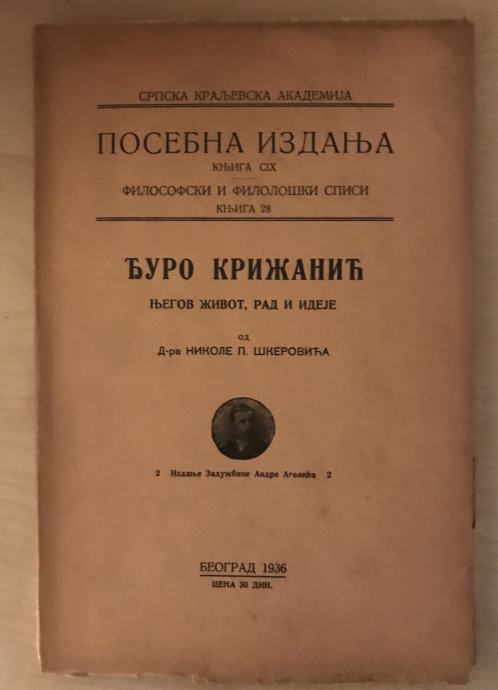 СРПСКА КРАЉЕВСКА АКАДЕМИЈА
ПОСЕБНА ИЗДАЊА
КЊИГА CIX
ФИЛОСОФСКИ И ФИЛОЛОШКИ СПИСИ
КЊИГА 28
ЂУРО КРИЖАНИЋ
ЊЕГОВ ЖИВОТ, РАД И ИДЕЈЕ
ОД
Д-ра НИКОЛЕ П. ШКЕРОВИЋА
2 Издање Задужбине Андре Аголића 2
БЕОГРАД 1936
ЦЕНА 30 ДИН.